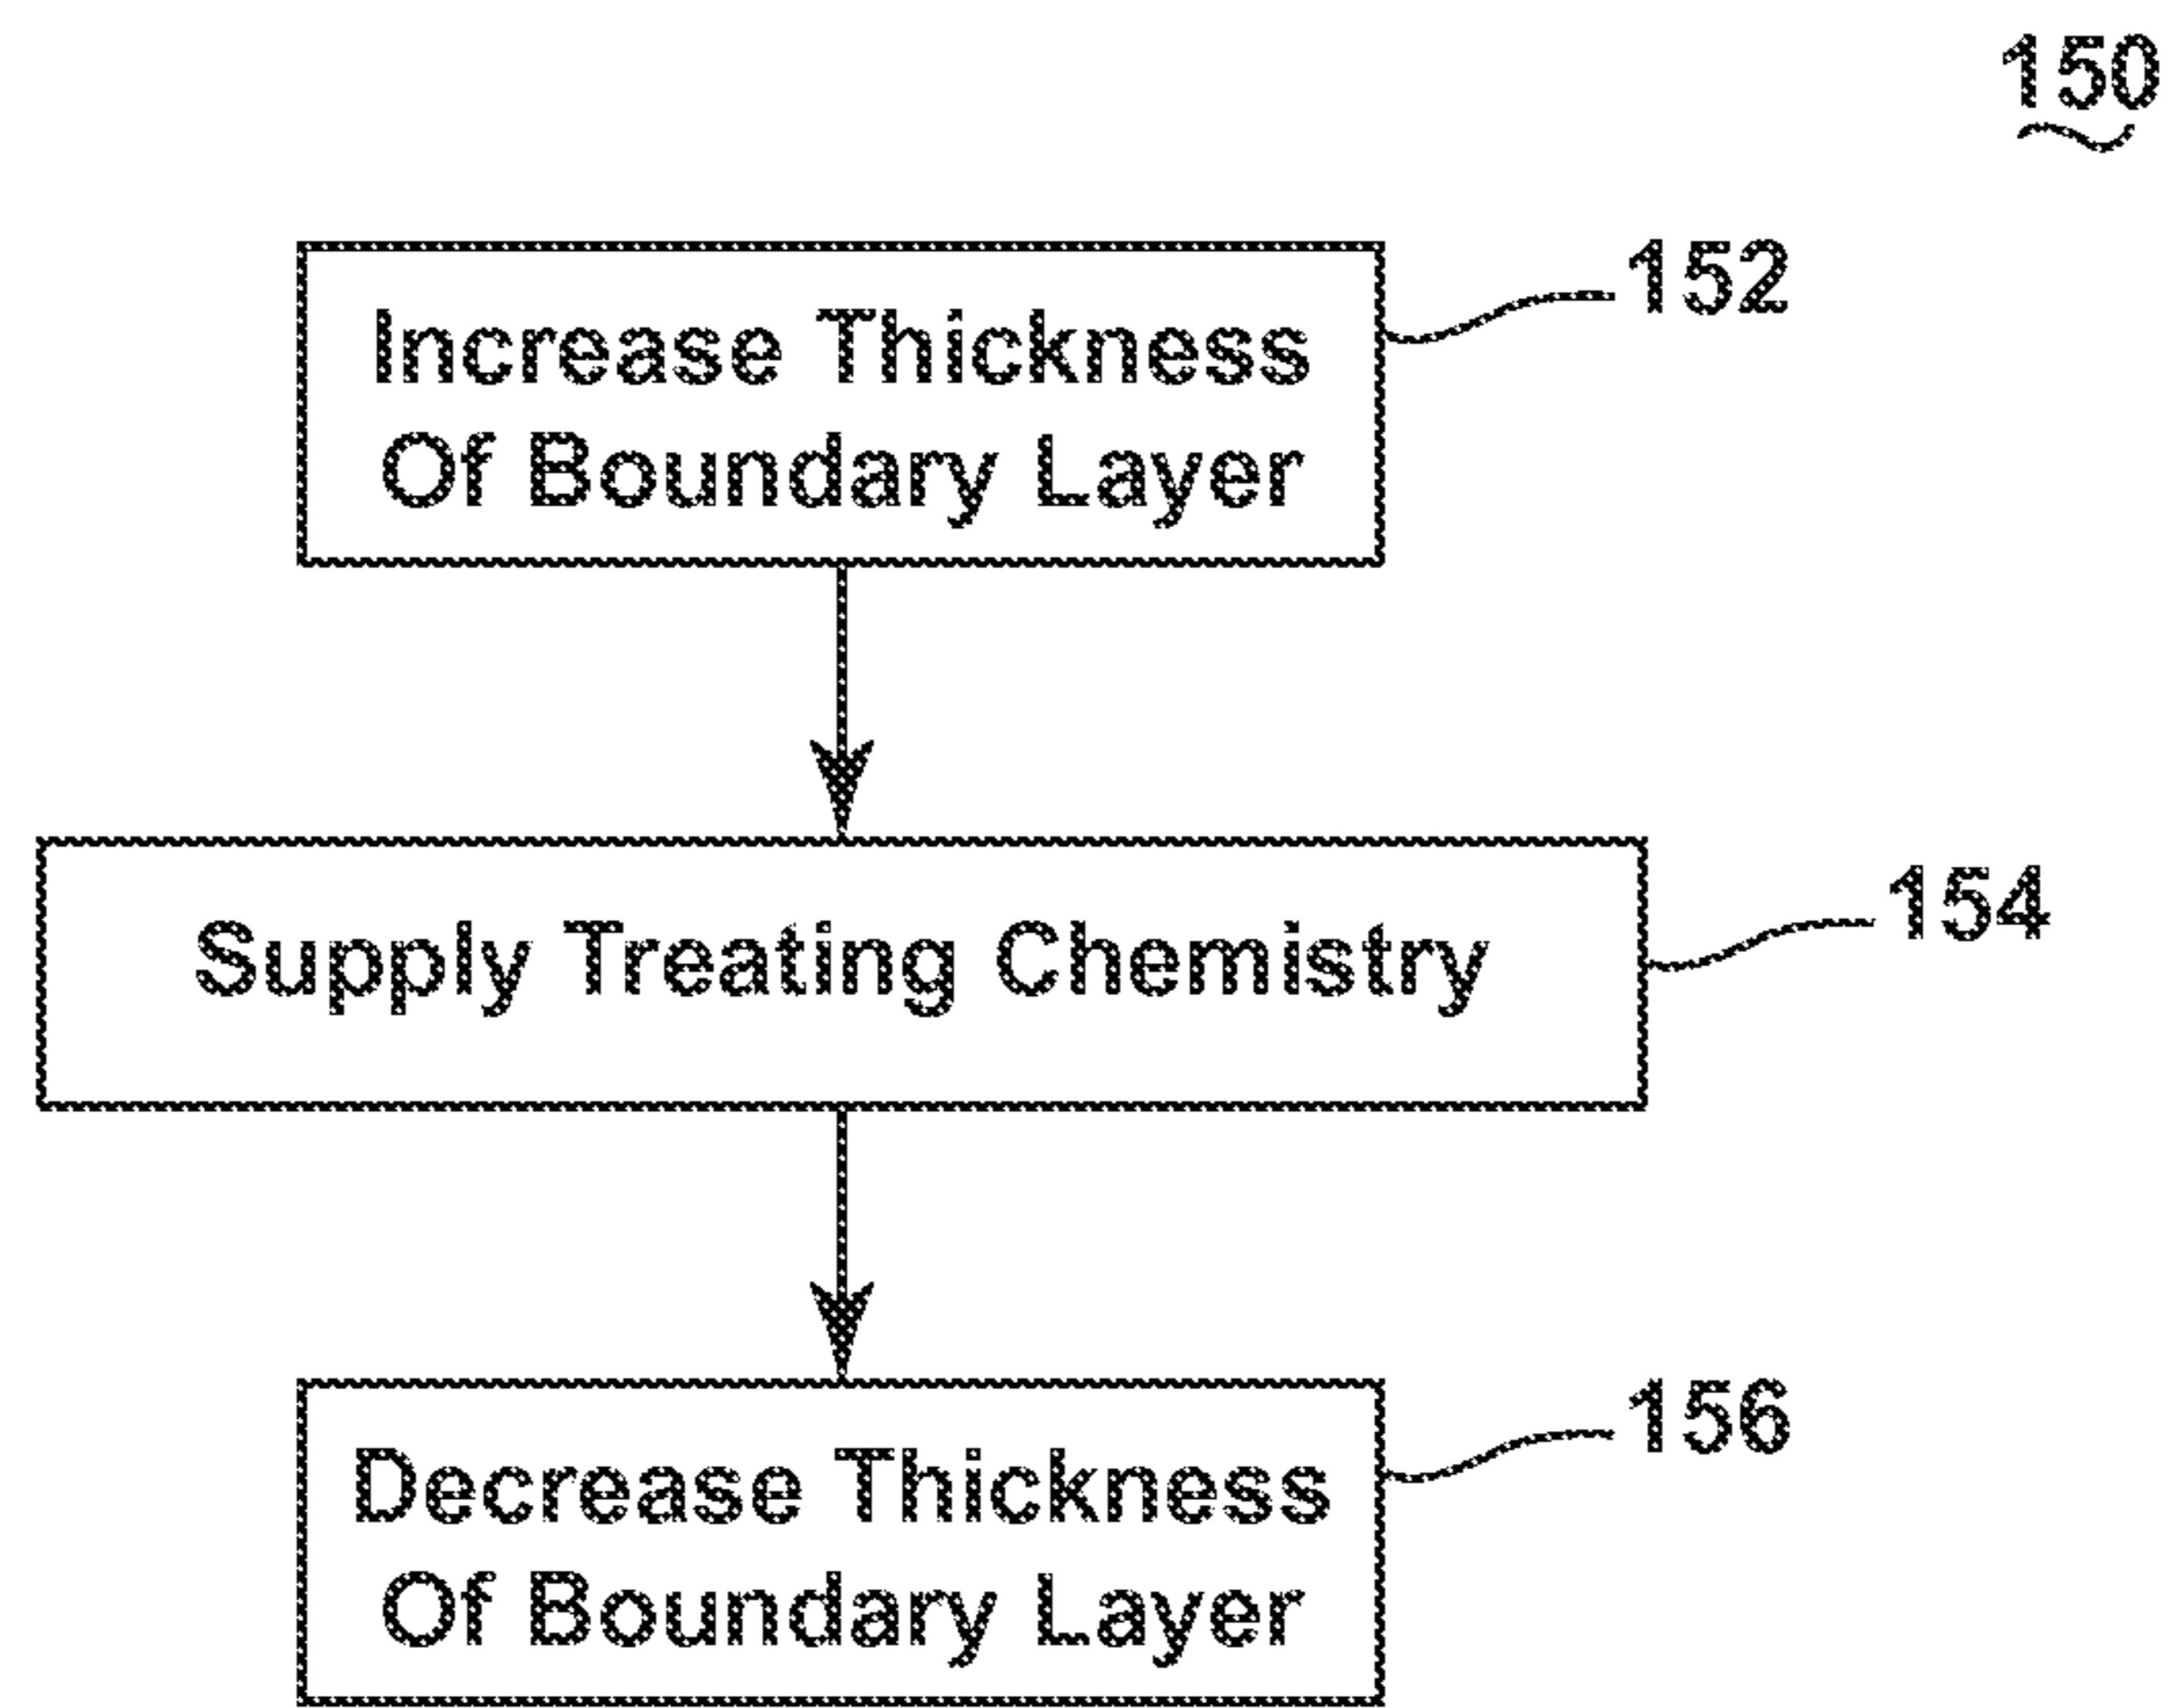 150
Increase Thickness
Of Boundary Layer
152
Supply Treating Chemistry
154
Decrease Thickness
Of Boundary Layer
156